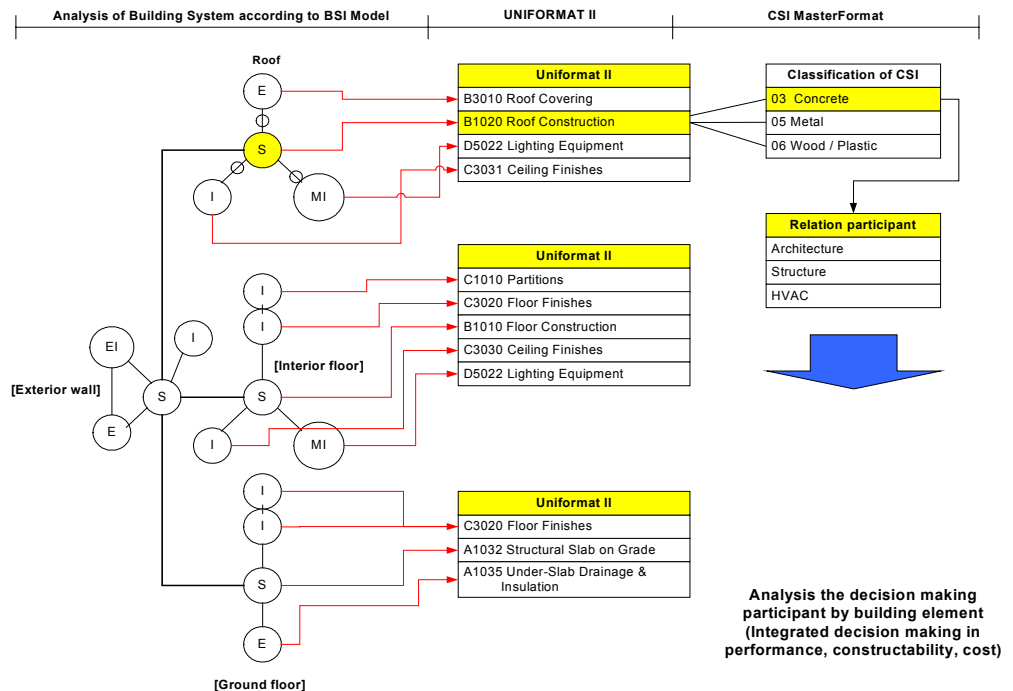 Analysis of Building System according to BSI Model
UNIFORMAT II
CSI MasterFormat
Roof
E
S
I
MI
Uniformat II
B3010 Roof Covering
B1020 Roof Construction
D5022 Lighting Equipment
C3031 Ceiling Finishes
Classification of CSI
03 Concrete
05 Metal
06 Wood / Plastic
Relation participant
Architecture
Structure
HVAC
[Exterior wall]
EI
I
S
E
I
I
[Interior floor]
S
I
MI
Uniformat II
C1010 Partitions
C3020 Floor Finishes
B1010 Floor Construction
C3030 Ceiling Finishes
D5022 Lighting Equipment
I
I
S
E
[Ground floor]
Uniformat II
C3020 Floor Finishes
A1032 Structural Slab on Grade
A1035 Under-Slab Drainage &
Insulation
Analysis the decision making
participant by building element
(Integrated decision making in
performance, constructability, cost)